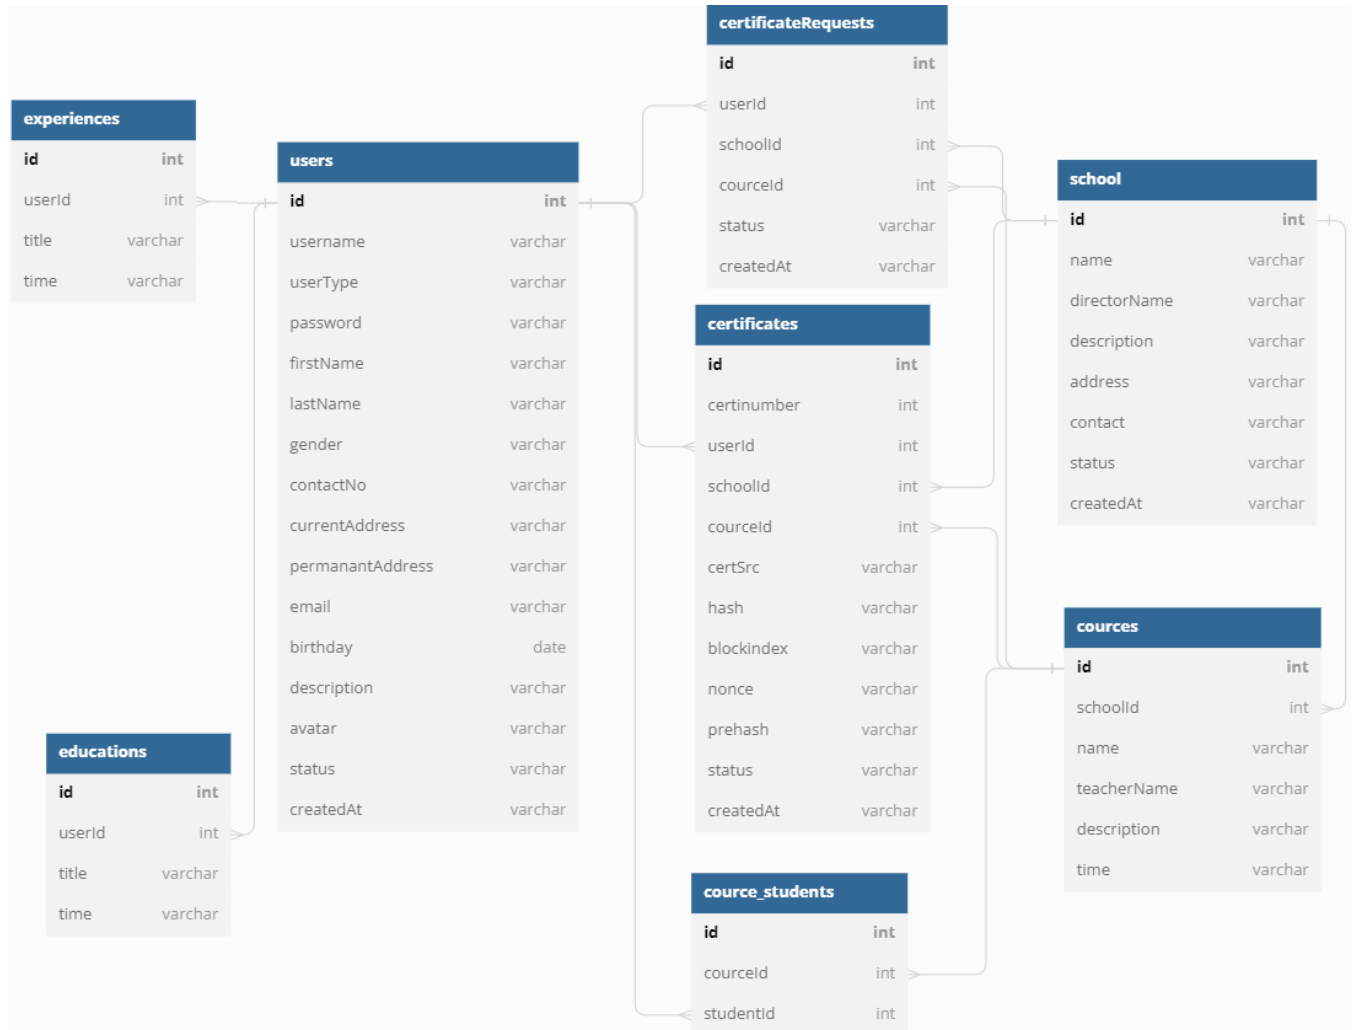 certificateRequests
id int
userId int
schoolId int
courceId int
status varchar
createdAt varchar
experiences
id int
userId int
title varchar
time varchar
users
id int
username varchar
userType varchar
password varchar
firstName varchar
lastName varchar
gender varchar
contactNo varchar
currentAddress varchar
permanantAddress varchar
email varchar
birthday date
description varchar
avatar varchar
status varchar
createdAt varchar
school
id int
name varchar
directorName varchar
description varchar
address varchar
contact varchar
status varchar
createdAt varchar
certificates
id int
certinumber int
userId int
schoolId int
courceId int
certSrc varchar
hash varchar
blockindex varchar
nonce varchar
prehash varchar
status varchar
createdAt varchar
cources
id int
schoolId int
name varchar
teacherName varchar
description varchar
time varchar
educations
id int
userId int
title varchar
time varchar
cource_students
id int
courceId int
studentId int